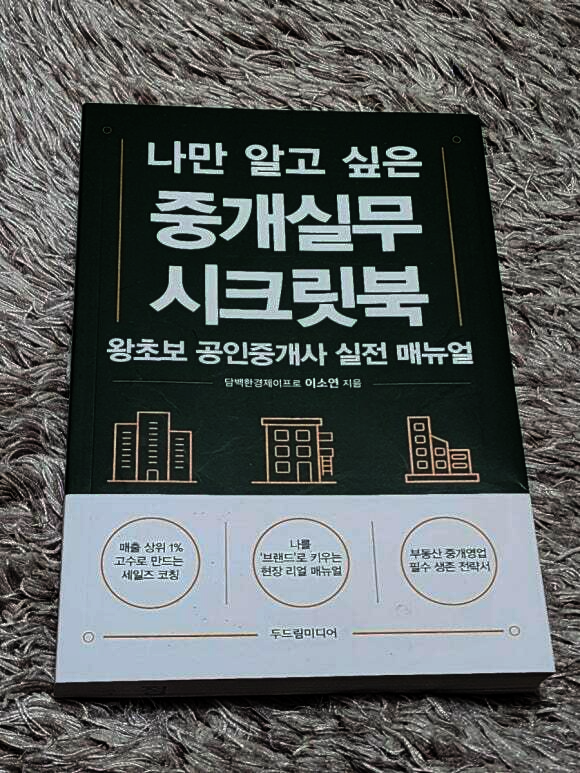 나만 알고 싶은
중개실무
시크릿북
왕초보 공인중개사 실전 매뉴얼
담백한경제이프로 이소연 지음
매출 상위 1%
고수로 만드는
세일즈 코칭
나를
'브랜드'로 키우는
현장 리얼 매뉴얼
부동산 중개영업
필수 생존 전략서
두드림미디어